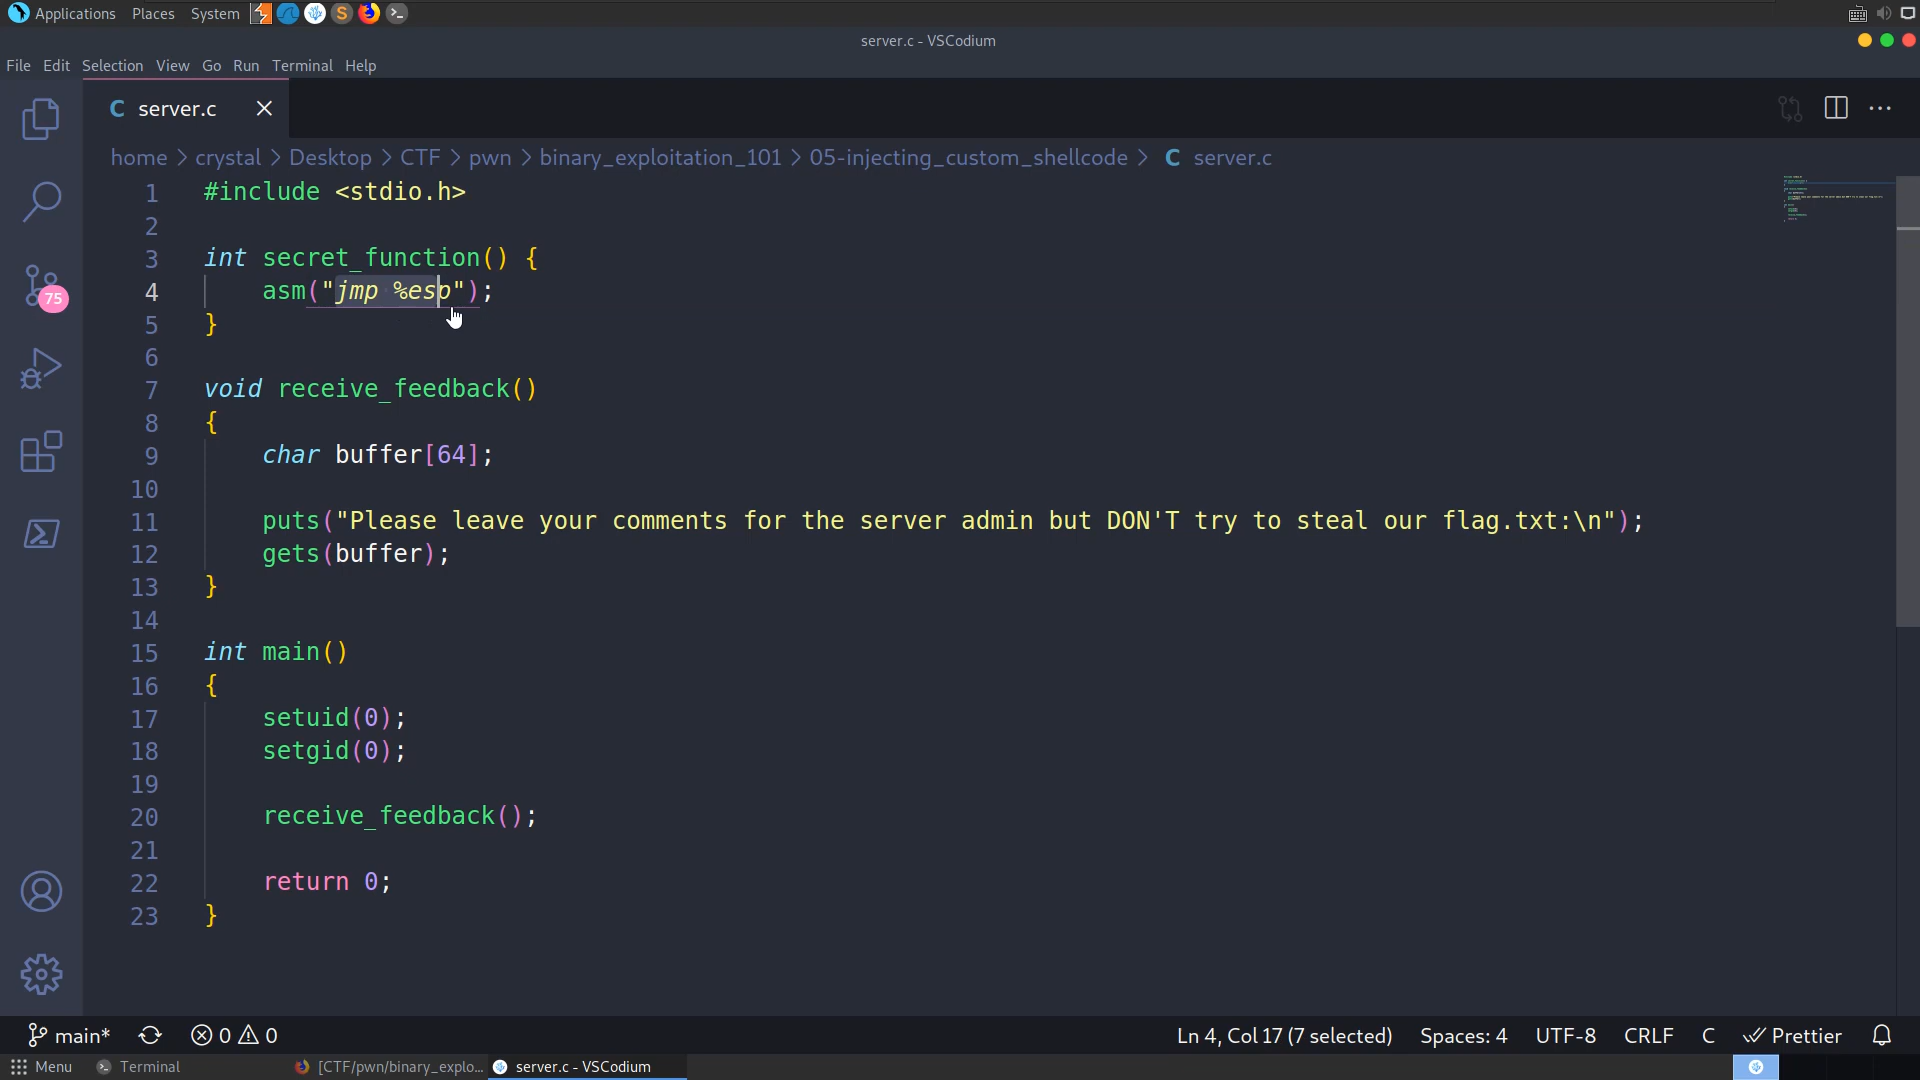 Applications Places System
server.c - VSCodium
File Edit Selection View Go Run Terminal Help
C server.c
home > crystal > Desktop > CTF > pwn > binary_exploitation_101 > 05-injecting_custom_shellcode > C server.c
1 #include <stdio.h>
2
3 int secret_function() {
4 asm("jmp %esp");
5 }
6
7 void receive_feedback()
8 {
9 char buffer[64];
10
11 puts("Please leave your comments for the server admin but DON'T try to steal our flag.txt:\n");
12 gets(buffer);
13 }
14
15 int main()
16 {
17 setuid(0);
18 setgid(0);
19
20 receive_feedback();
21
22 return 0;
23 }
75
main* 0 0 Ln 4, Col 17 (7 selected) Spaces: 4 UTF-8 CRLF C Prettier
Menu Terminal [CTF/pwn/binary_explo... server.c - VSCodium